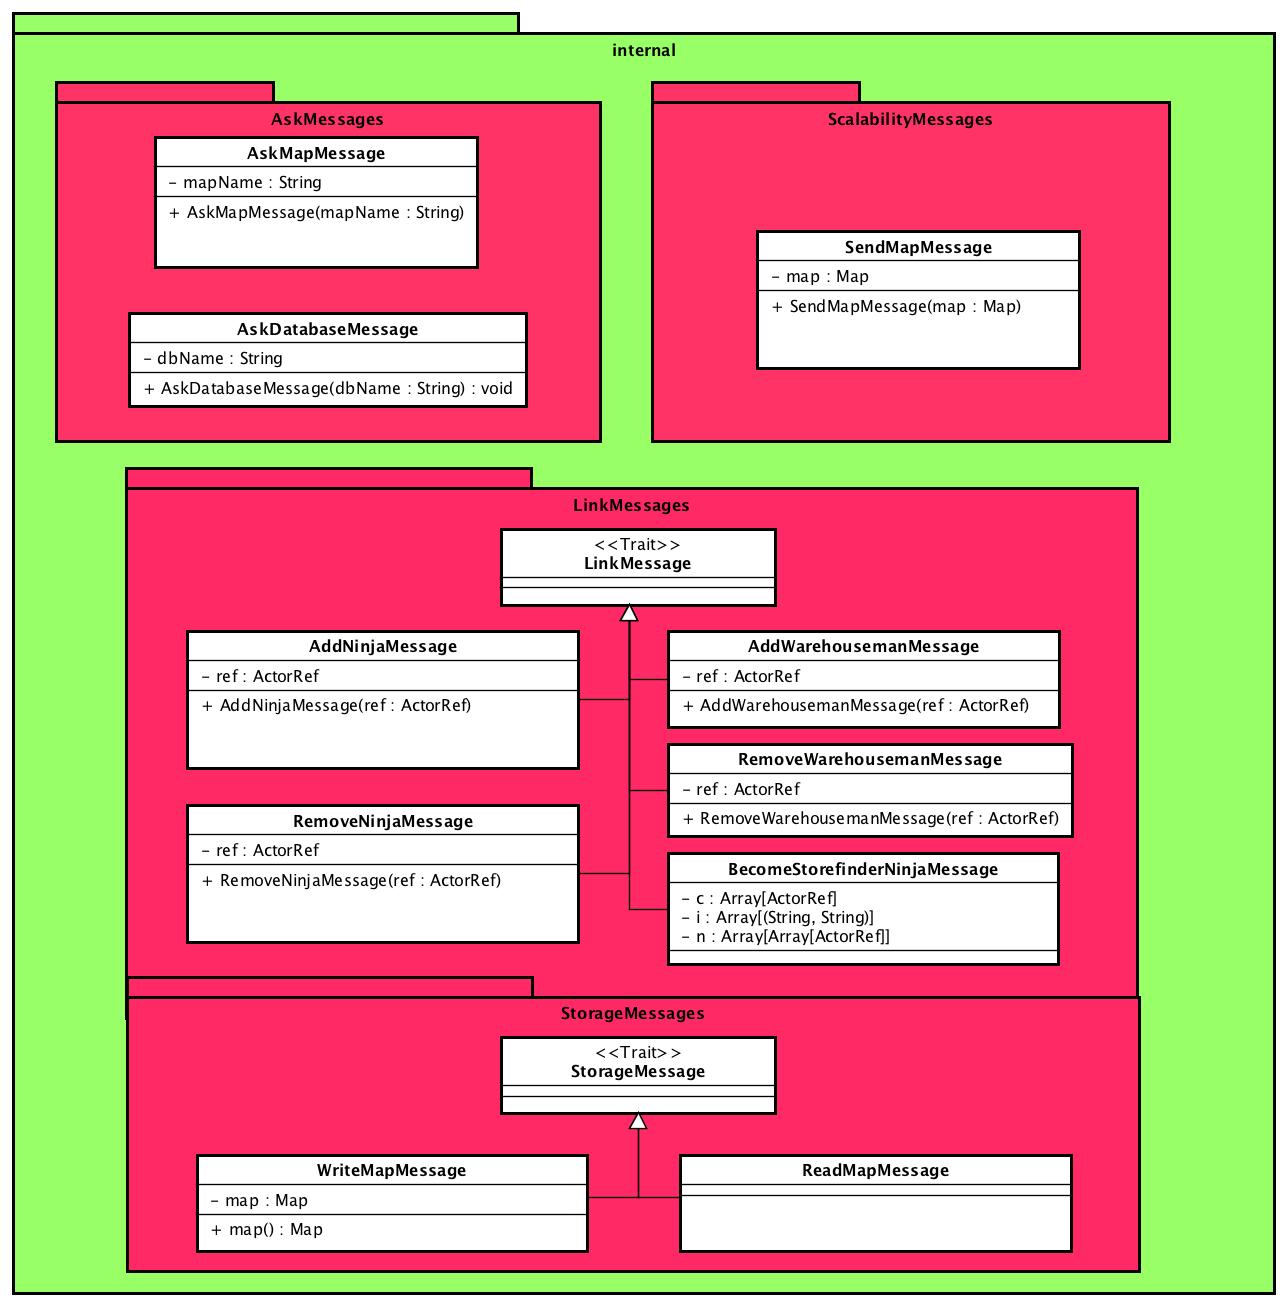 internal
AskMessages
AskMapMessage
- mapName : String
+ AskMapMessage(mapName : String)
AskDatabaseMessage
- dbName : String
+ AskDatabaseMessage(dbName : String) : void
ScalabilityMessages
SendMapMessage
- map : Map
+ SendMapMessage(map : Map)
LinkMessages
<<Trait>>
LinkMessage
AddNinjaMessage
- ref : ActorRef
+ AddNinjaMessage(ref : ActorRef)
RemoveNinjaMessage
- ref : ActorRef
+ RemoveNinjaMessage(ref : ActorRef)
AddWarehousemanMessage
- ref : ActorRef
+ AddWarehousemanMessage(ref : ActorRef)
RemoveWarehousemanMessage
- ref : ActorRef
+ RemoveWarehousemanMessage(ref : ActorRef)
BecomeStorefinderNinjaMessage
- c : Array[ActorRef]
- i : Array[(String, String)]
- n : Array[Array[ActorRef]]
StorageMessages
<<Trait>>
StorageMessage
WriteMapMessage
- map : Map
+ map() : Map
ReadMapMessage